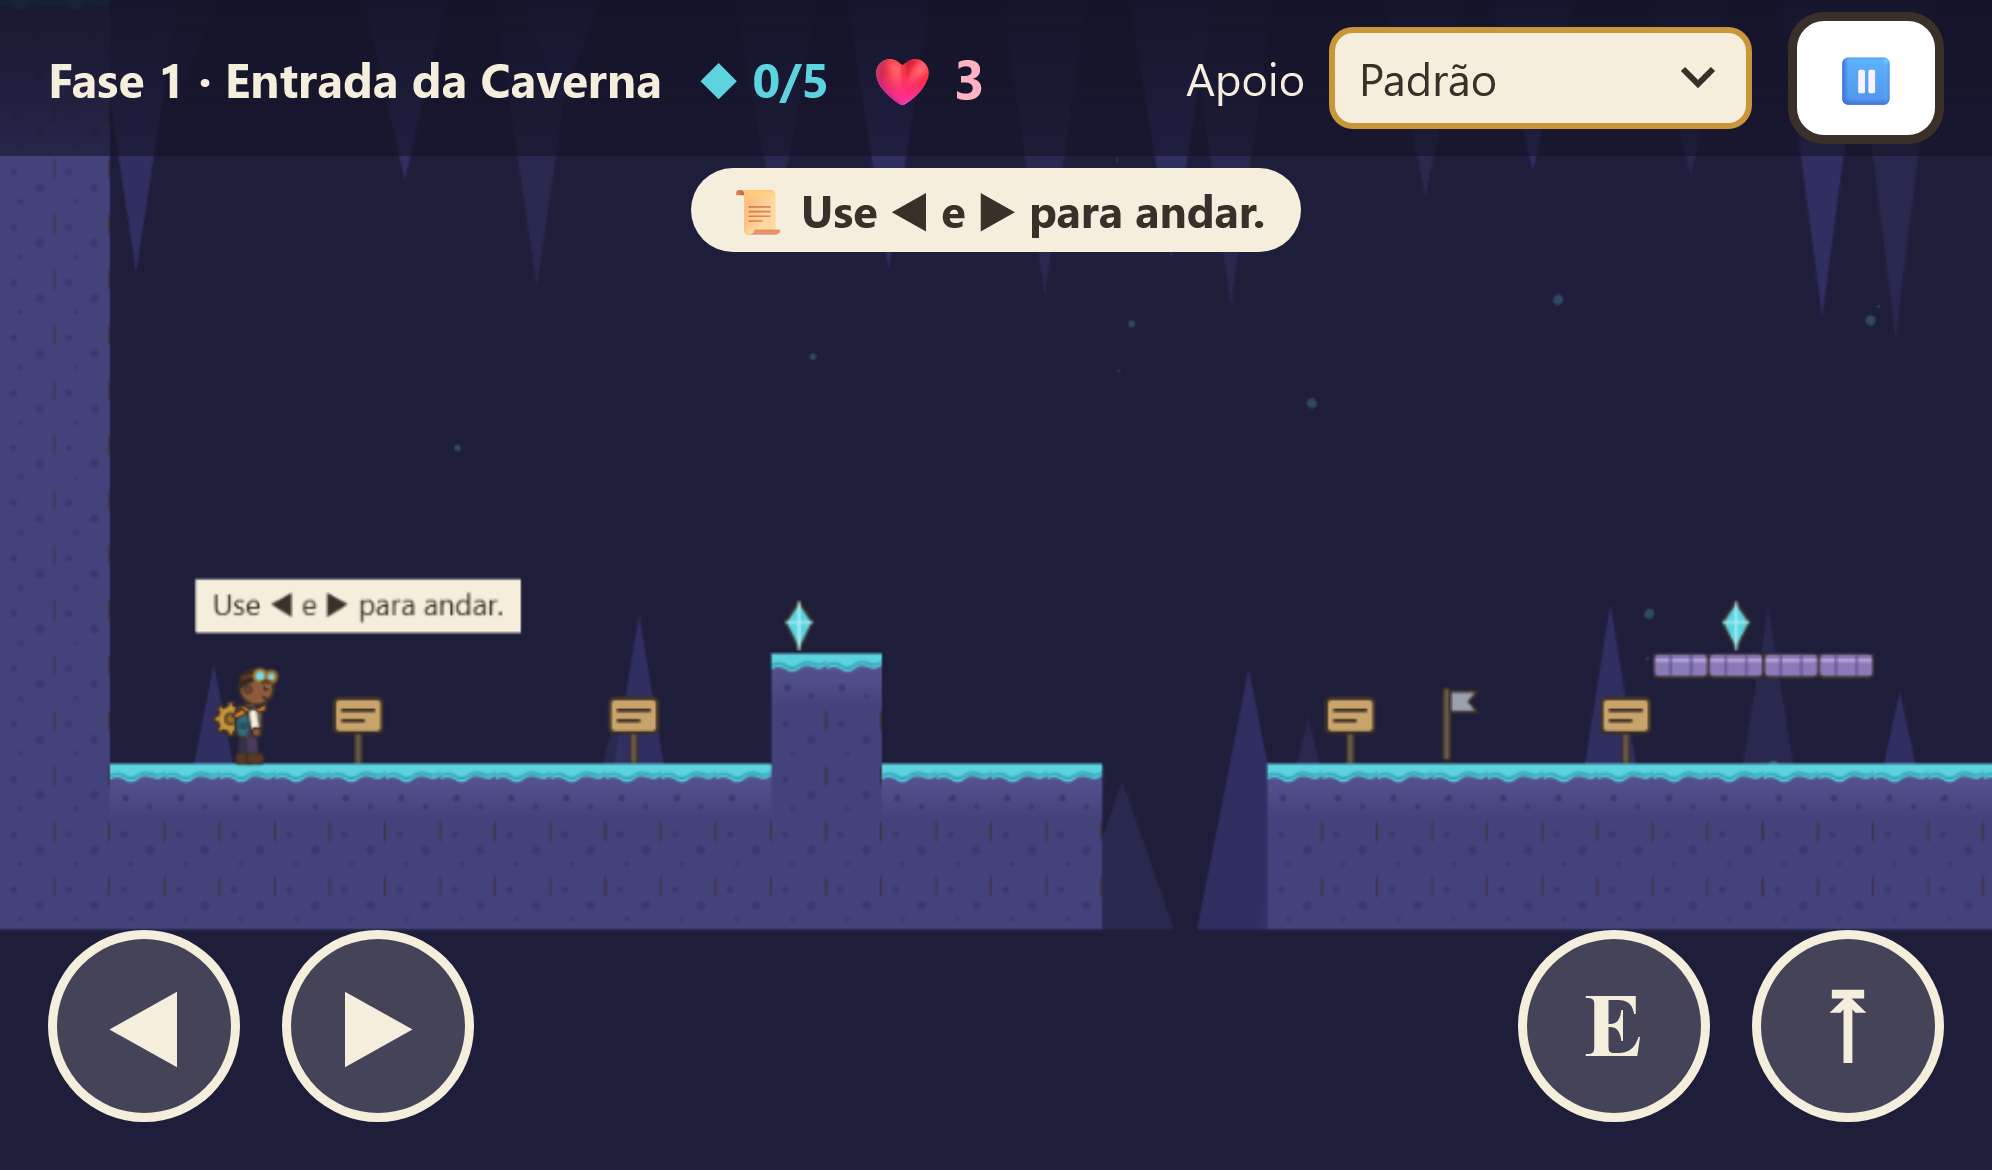 Fase 1 · Entrada da Caverna ◆ 0/5 ❤️ 3 Apoio Padrão
Use ◀ e ▶ para andar.
Use ◀ e ▶ para andar.
E